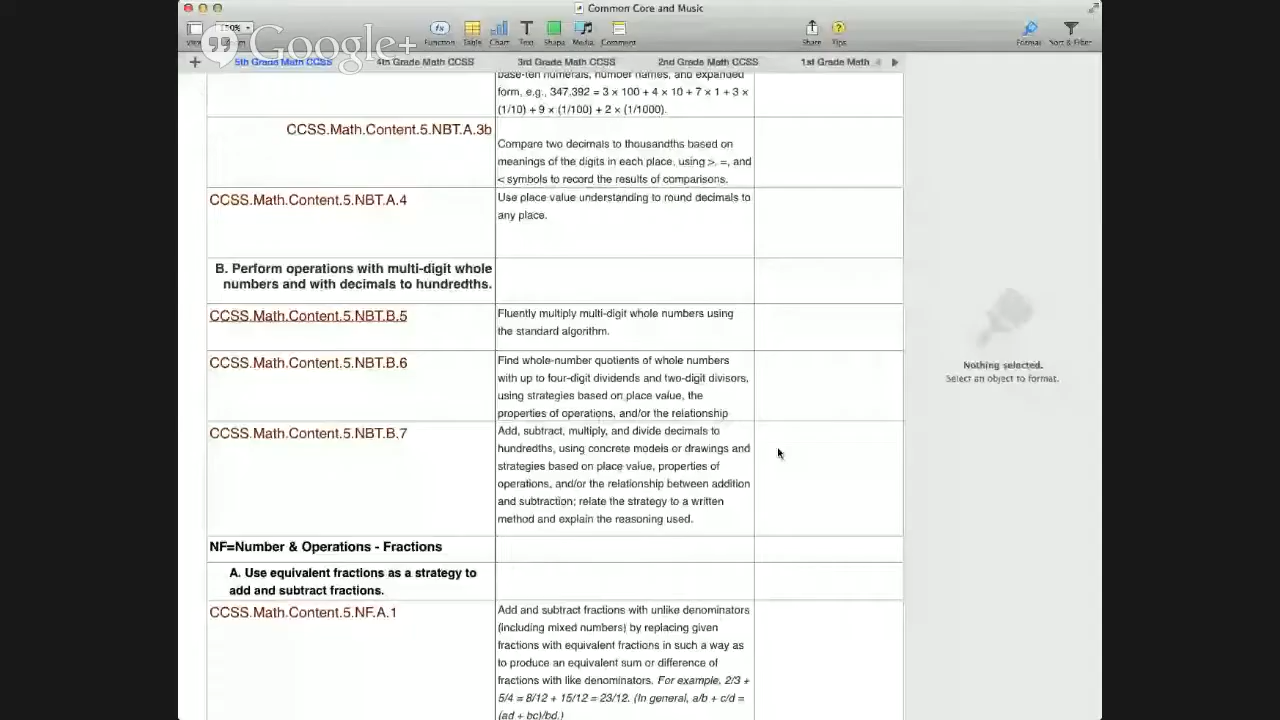 Common Core and Music
View
Zoom
Function
Table
Chart
Text
Shape
Media
Comment
Share
Tips
Format
Sort & Filter
Google+
5th Grade Math CCSS
4th Grade Math CCSS
3rd Grade Math CCSS
2nd Grade Math CCSS
1st Grade Math
base-ten numerals, number names, and expanded
form, e.g., 347.392 = 3 × 100 + 4 × 10 + 7 × 1 + 3 ×
(1/10) + 9 × (1/100) + 2 × (1/1000).
CCSS.Math.Content.5.NBT.A.3b
Compare two decimals to thousandths based on
meanings of the digits in each place, using >, =, and
< symbols to record the results of comparisons.
CCSS.Math.Content.5.NBT.A.4
Use place value understanding to round decimals to
any place.
B. Perform operations with multi-digit whole
numbers and with decimals to hundredths.
CCSS.Math.Content.5.NBT.B.5
Fluently multiply multi-digit whole numbers using
the standard algorithm.
CCSS.Math.Content.5.NBT.B.6
Find whole-number quotients of whole numbers
with up to four-digit dividends and two-digit divisors,
using strategies based on place value, the
properties of operations, and/or the relationship
CCSS.Math.Content.5.NBT.B.7
Add, subtract, multiply, and divide decimals to
hundredths, using concrete models or drawings and
strategies based on place value, properties of
operations, and/or the relationship between addition
and subtraction; relate the strategy to a written
method and explain the reasoning used.
NF=Number & Operations - Fractions
A. Use equivalent fractions as a strategy to
add and subtract fractions.
CCSS.Math.Content.5.NF.A.1
Add and subtract fractions with unlike denominators
(including mixed numbers) by replacing given
fractions with equivalent fractions in such a way as
to produce an equivalent sum or difference of
fractions with like denominators. For example, 2/3 +
5/4 = 8/12 + 15/12 = 23/12. (In general, a/b + c/d =
(ad + bc)/bd.)
Nothing selected.
Select an object to format.